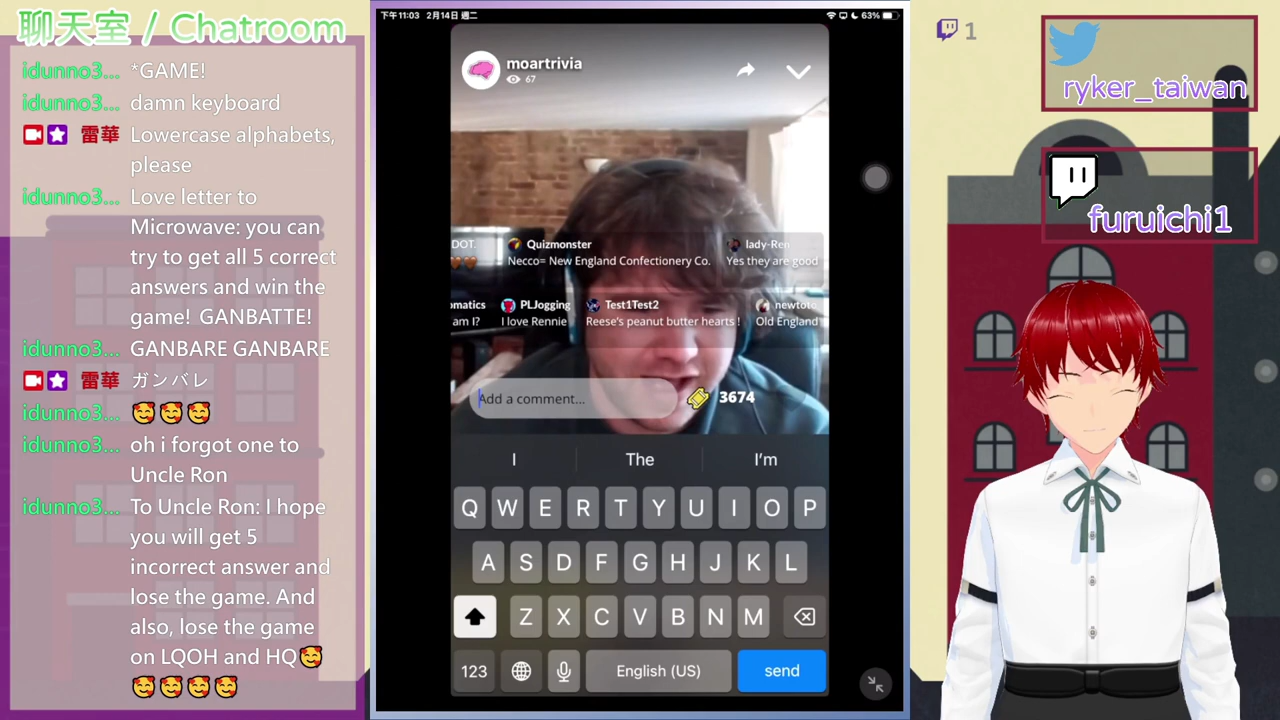 聊天室 / Chatroom
idunno3... *GAME!
idunno3... damn keyboard
雷華 Lowercase alphabets,
please
idunno3... Love letter to
Microwave: you can
try to get all 5 correct
answers and win the
game! GANBATTE!
idunno3... GANBARE GANBARE
雷華 ガンバレ
idunno3... 🥰🥰🥰
idunno3... oh i forgot one to
Uncle Ron
idunno3... To Uncle Ron: I hope
you will get 5
incorrect answer and
lose the game. And
also, lose the game
on LQOH and HQ🥰
🥰🥰🥰🥰
下午11:03 2月14日 週二
63%
moartrivia
67
DOT. Quizmonster lady-Ren
Necco= New England Confectionery Co. Yes they are good
omatics PLJogging Test1Test2 newtoto
am I? I love Rennie Reese's peanut butter hearts ! Old England
Add a comment... 3674
I The I'm
Q W E R T Y U I O P
A S D F G H J K L
Z X C V B N M
123 English (US) send
1
ryker_taiwan
furuichi1